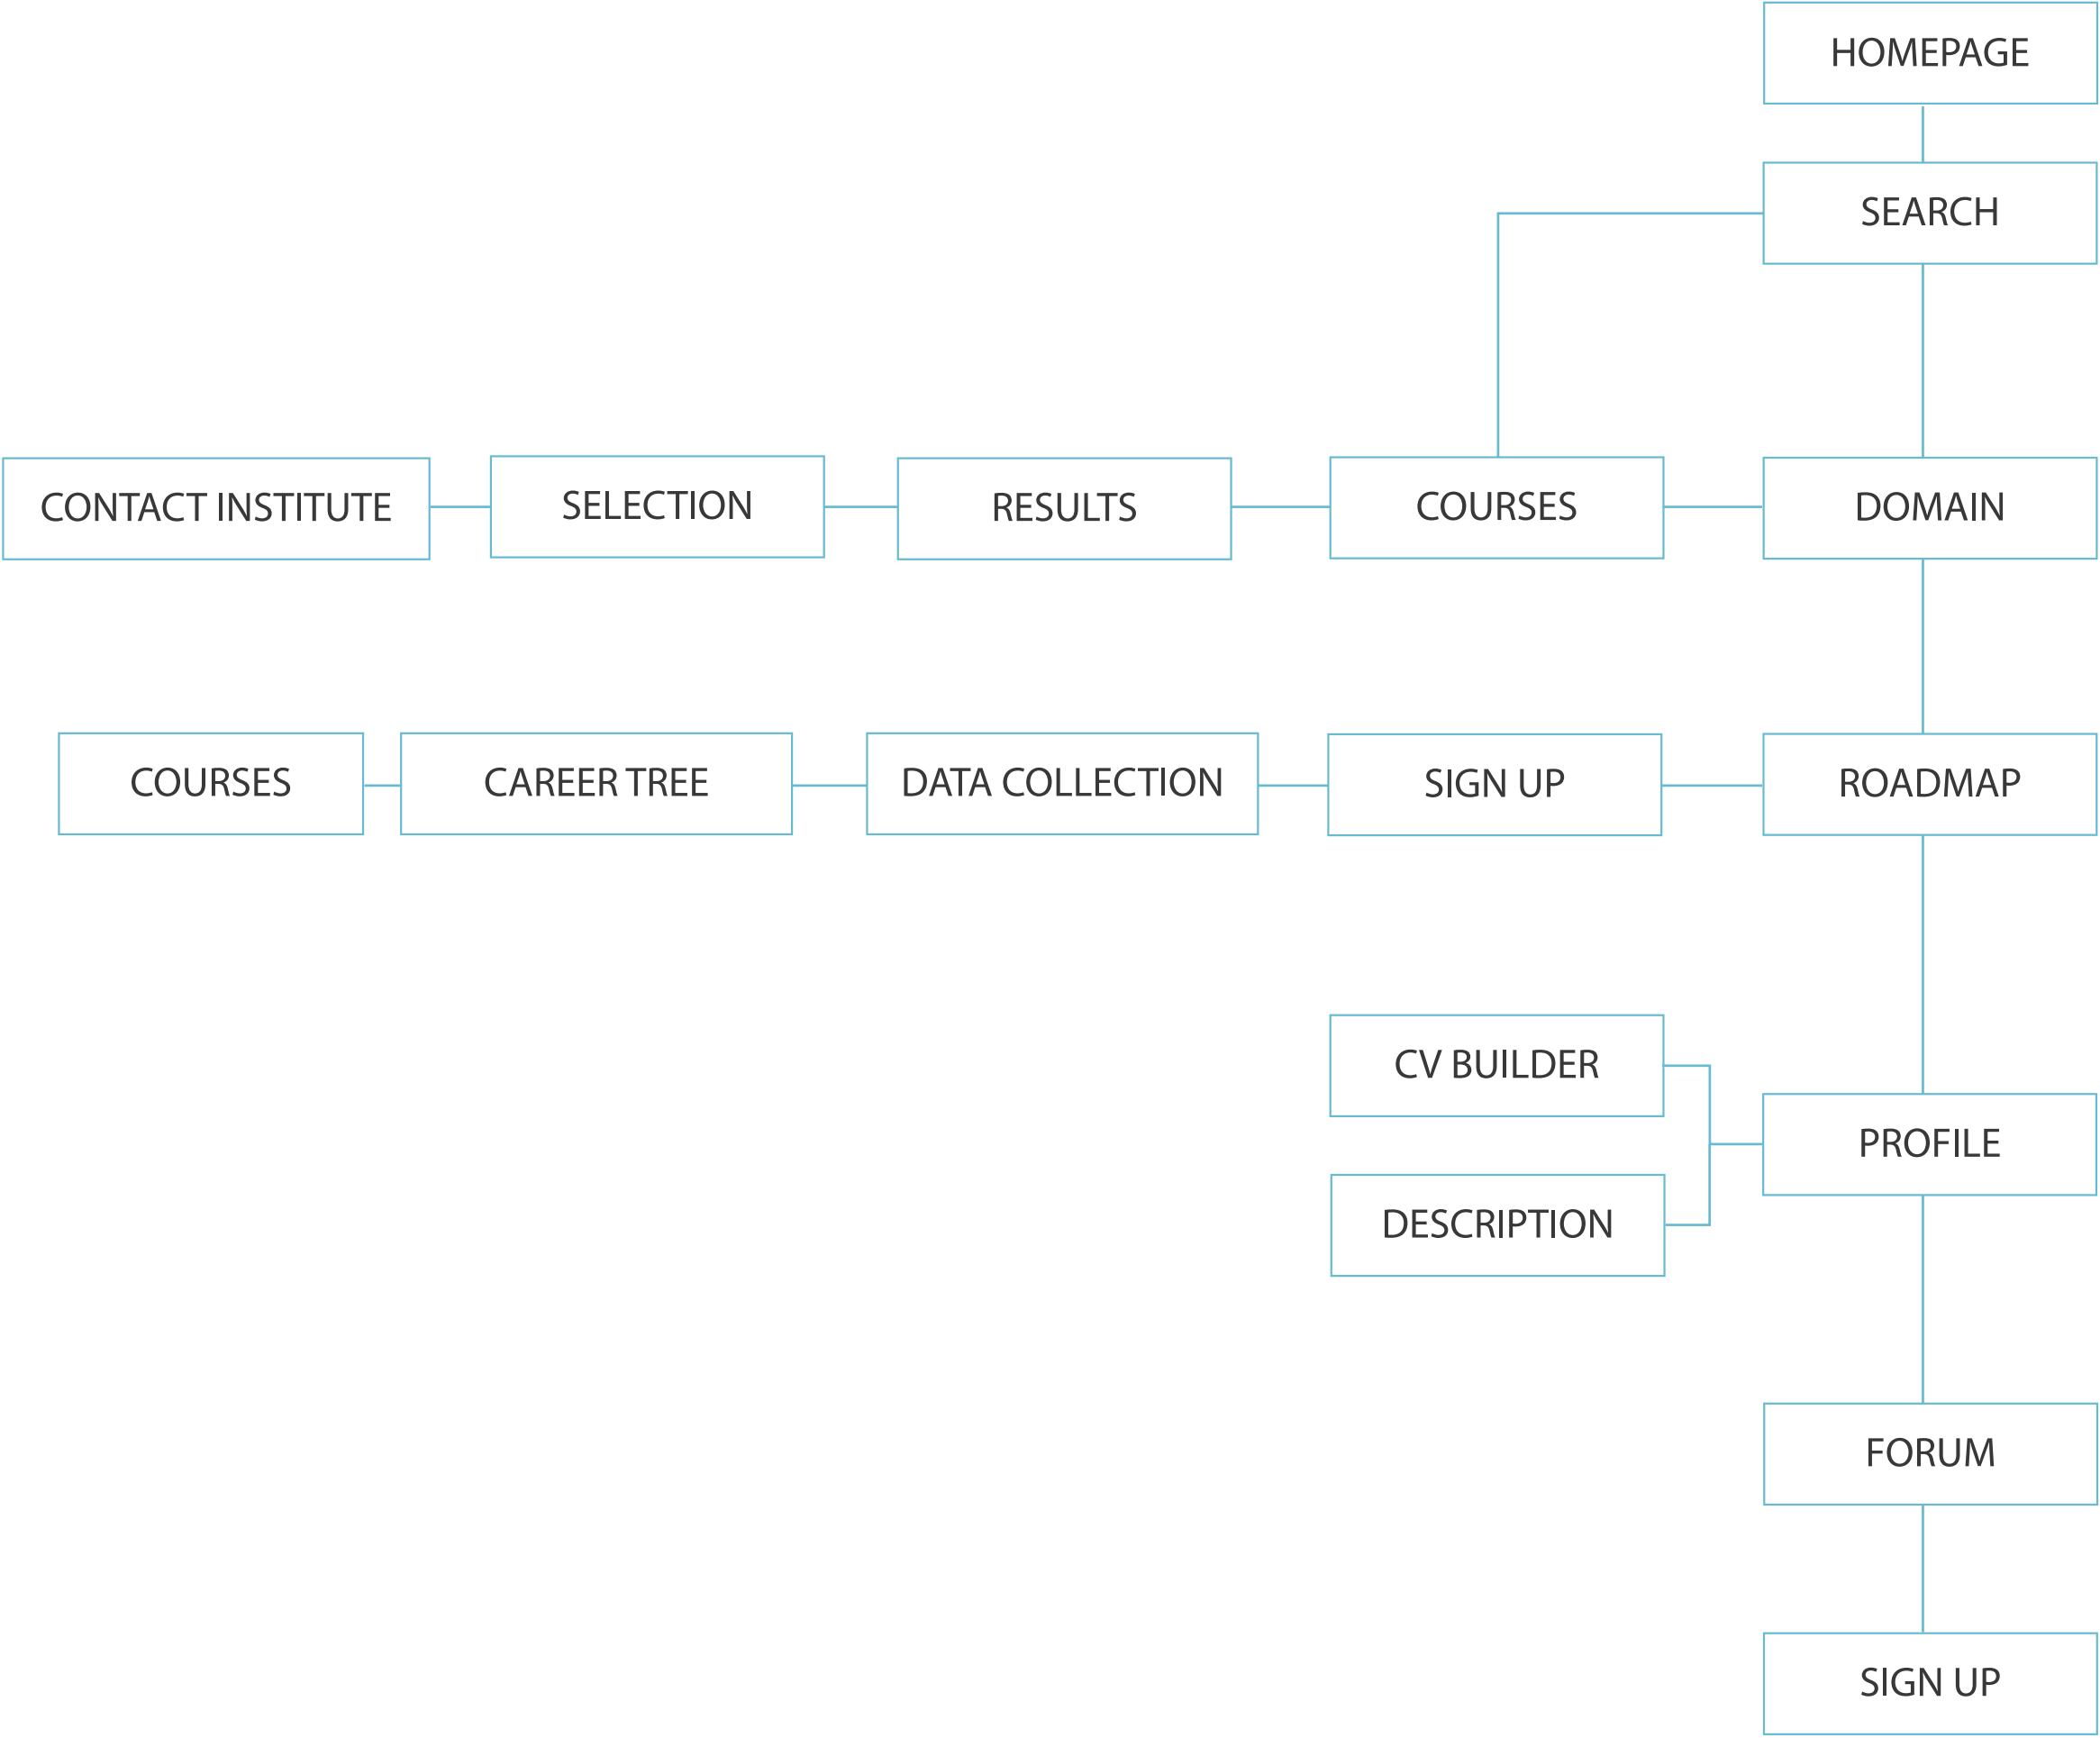 HOMEPAGE
SEARCH
CONTACT INSTITUTE
SELECTION
RESULTS
COURSES
DOMAIN
COURSES
CAREER TREE
DATA COLLECTION
SIGN UP
ROADMAP
CV BUILDER
PROFILE
DESCRIPTION
FORUM
SIGN UP